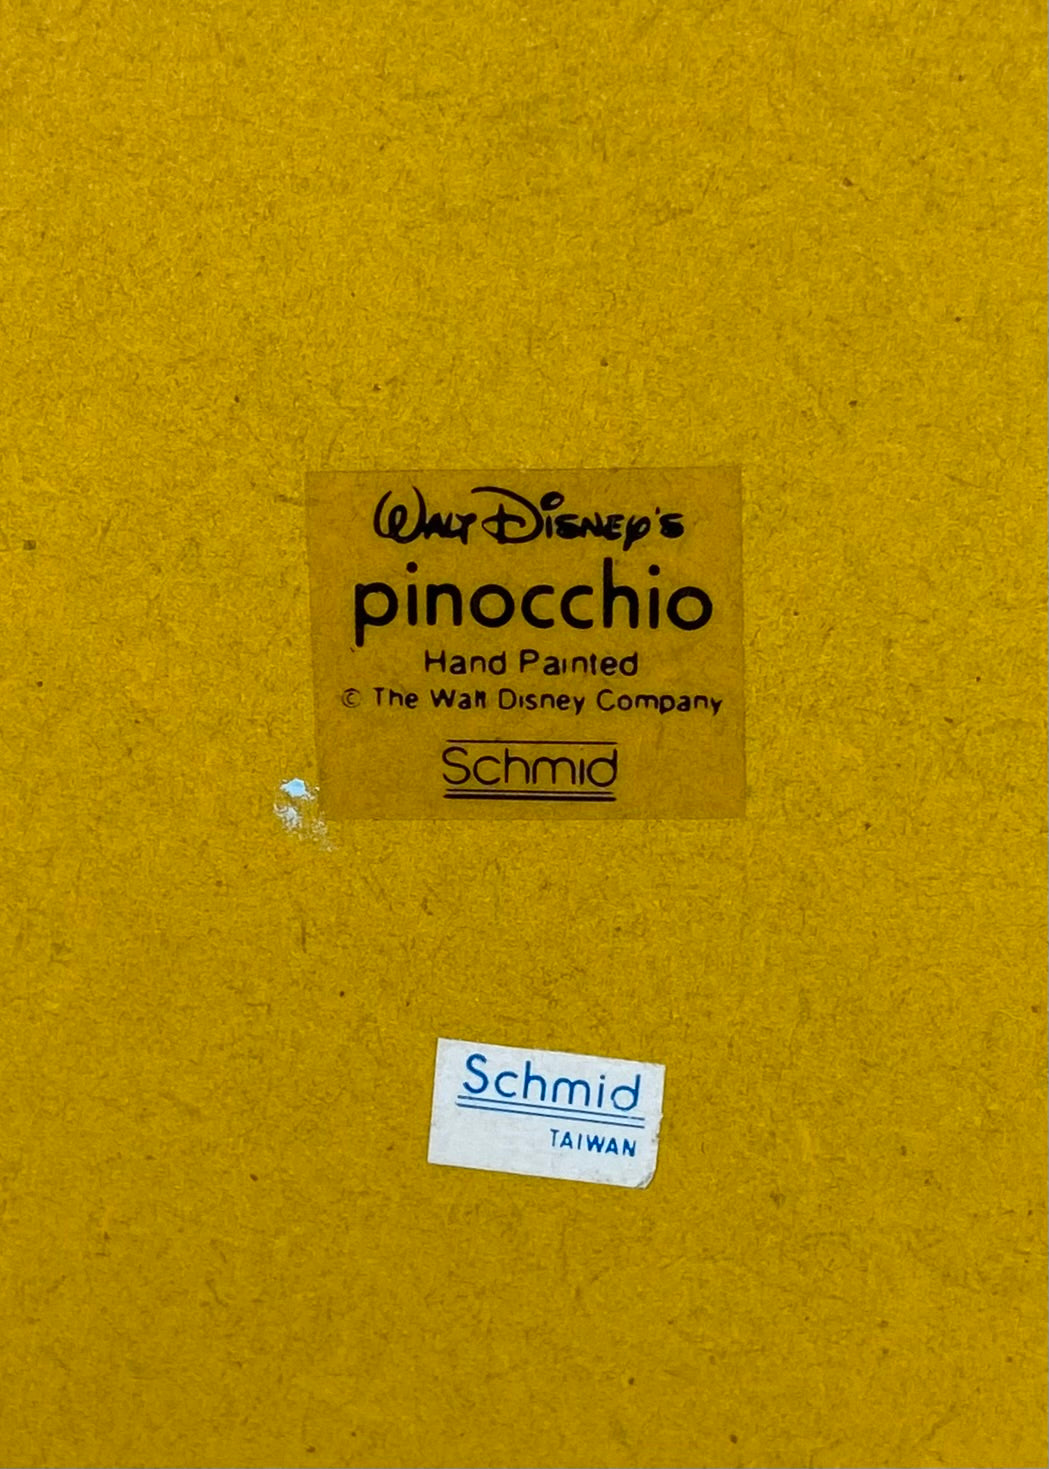 Walt Disney's
pinocchio
Hand Painted
© The Walt Disney Company
Schmid
Schmid
TAIWAN